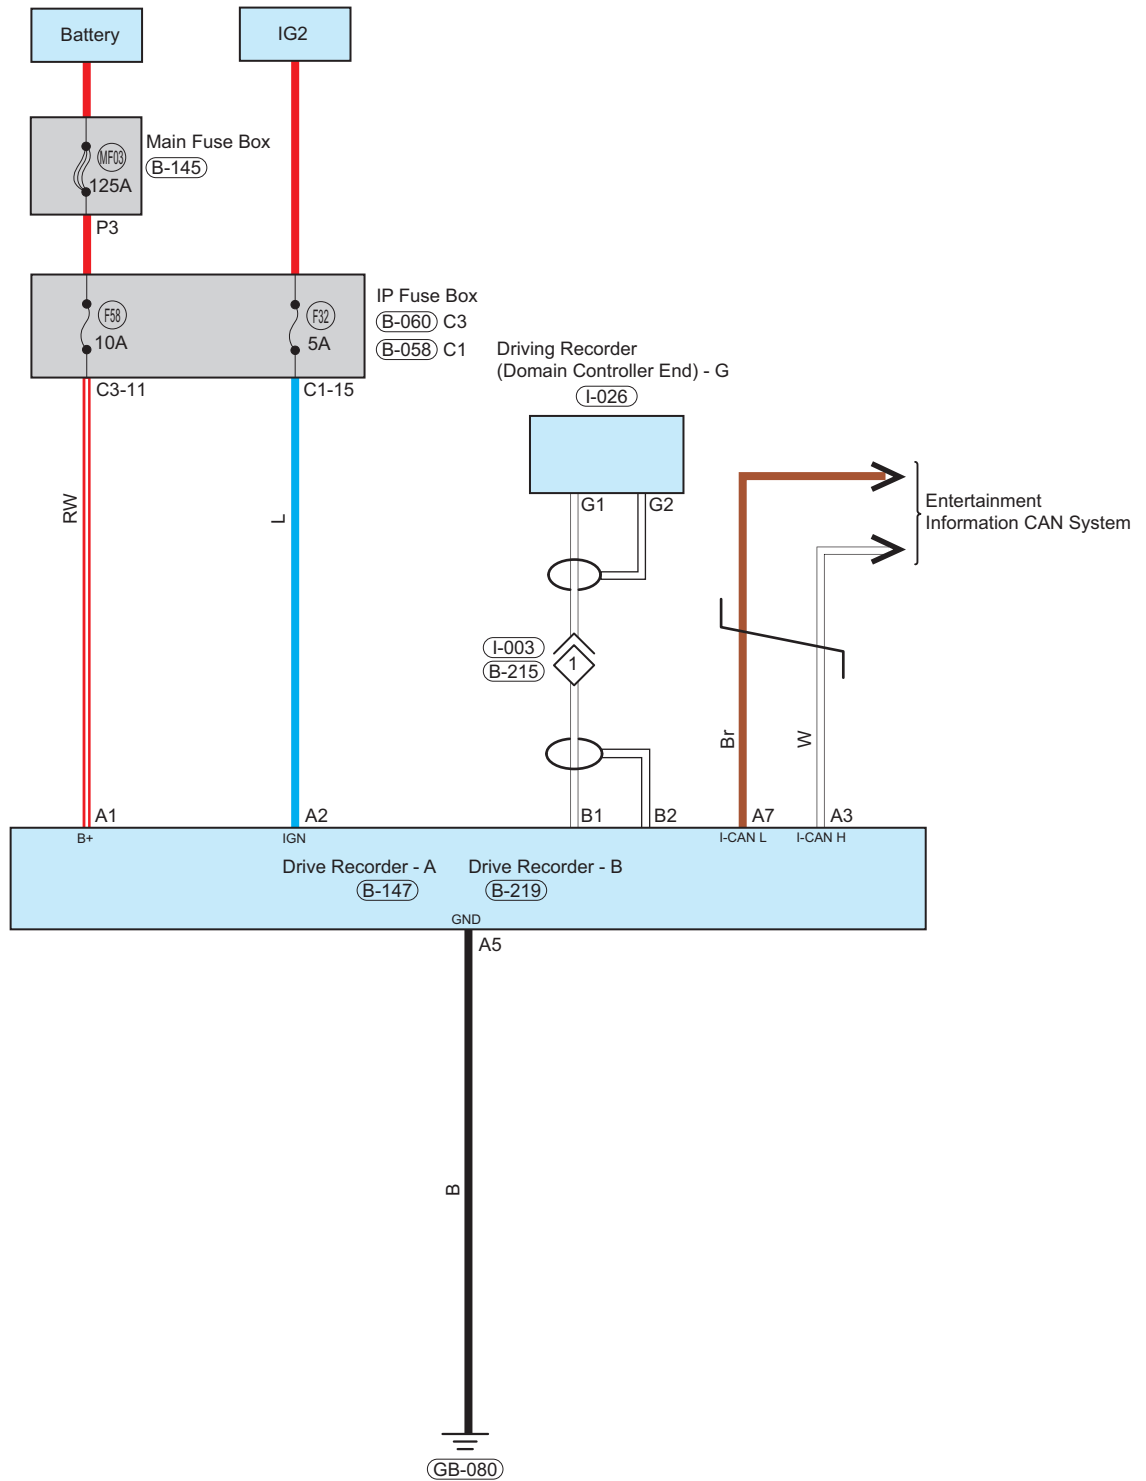 Battery
IG2
MF03
125A
Main Fuse Box
B-145
P3
F58
10A
F32
5A
IP Fuse Box
B-060 C3
B-058 C1
C3-11
C1-15
Driving Recorder
(Domain Controller End) - G
I-026
G1
G2
Entertainment
Information CAN System
RW
L
I-003
B-215
1
Br
W
A1
A2
B1
B2
A7
A3
B+
IGN
I-CAN L
I-CAN H
Drive Recorder - A
B-147
Drive Recorder - B
B-219
GND
A5
B
GB-080